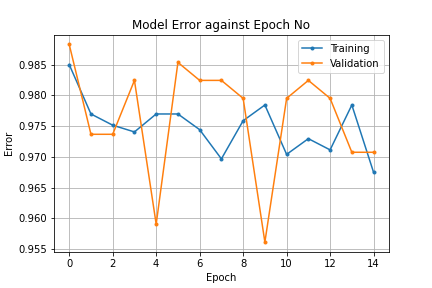 Model Error against Epoch No
Training
Validation
0.985
0.980
0.975
0.970
0.965
0.960
0.955
Error
0 2 4 6 8 10 12 14
Epoch